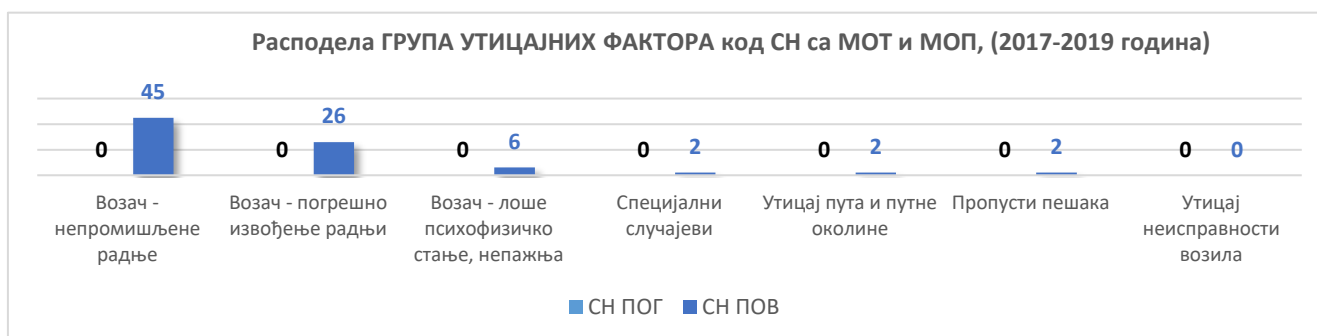 Расподела ГРУПА УТИЦАЈНИХ ФАКТОРА код СН са МОТ и МОП, (2017-2019 година)
0 45 0 26 0 6 0 2 0 2 0 2 0 0
Возач - непромишљене радње
Возач - погрешно извођење радњи
Возач - лоше психофизичко стање, непажња
Специјални случајеви
Утицај пута и путне околине
Пропусти пешака
Утицај неисправности возила
СН ПОГ СН ПОВ